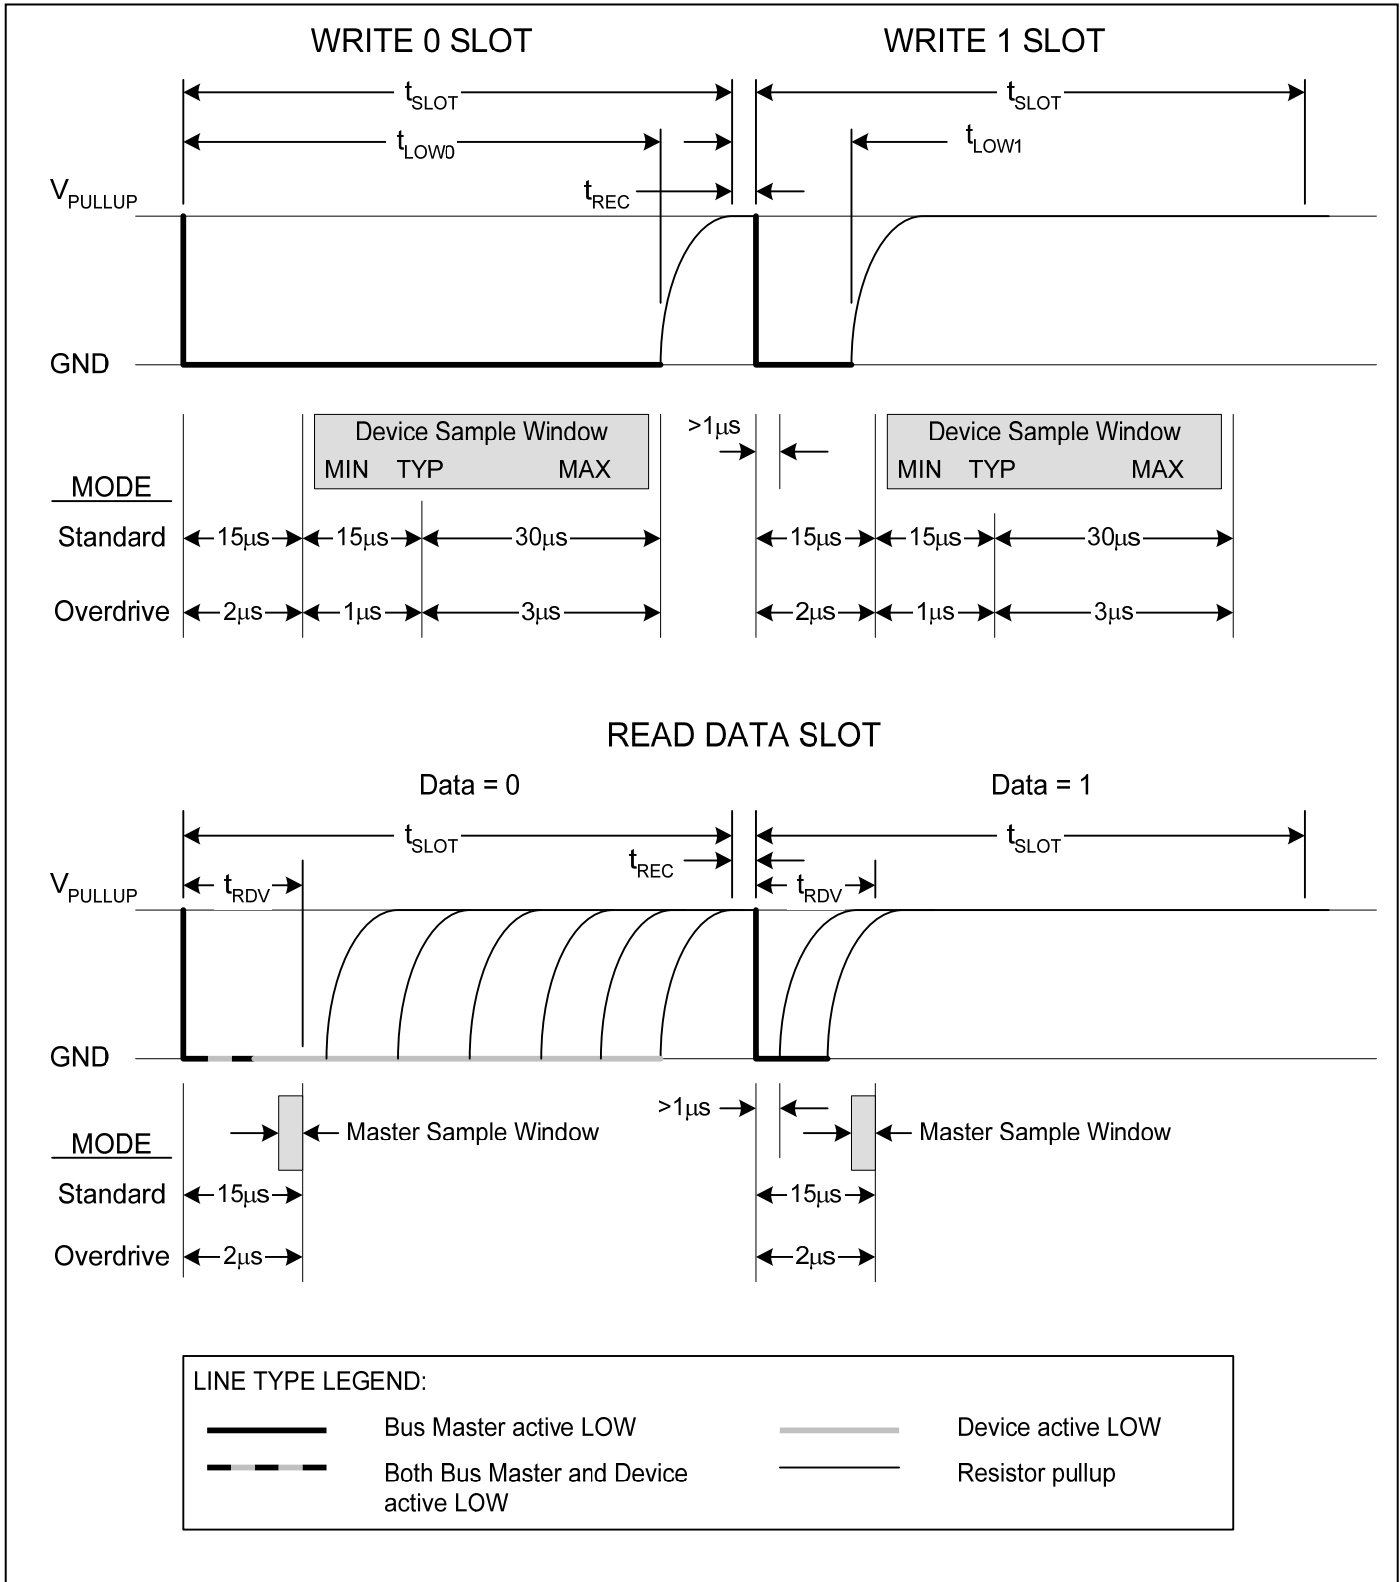 WRITE 0 SLOT WRITE 1 SLOT
tSLOT tSLOT
tLOW0 tLOW1
VPULLUP tREC
GND
Device Sample Window >1μs Device Sample Window
MIN TYP MAX MIN TYP MAX
MODE
Standard 15μs 15μs 30μs 15μs 15μs 30μs
Overdrive 2μs 1μs 3μs 2μs 1μs 3μs
READ DATA SLOT
Data = 0 Data = 1
tSLOT tSLOT
tREC
VPULLUP tRDV tRDV
GND
>1μs
MODE Master Sample Window Master Sample Window
Standard 15μs 15μs
Overdrive 2μs 2μs
LINE TYPE LEGEND:
Bus Master active LOW Device active LOW
Both Bus Master and Device Resistor pullup
active LOW